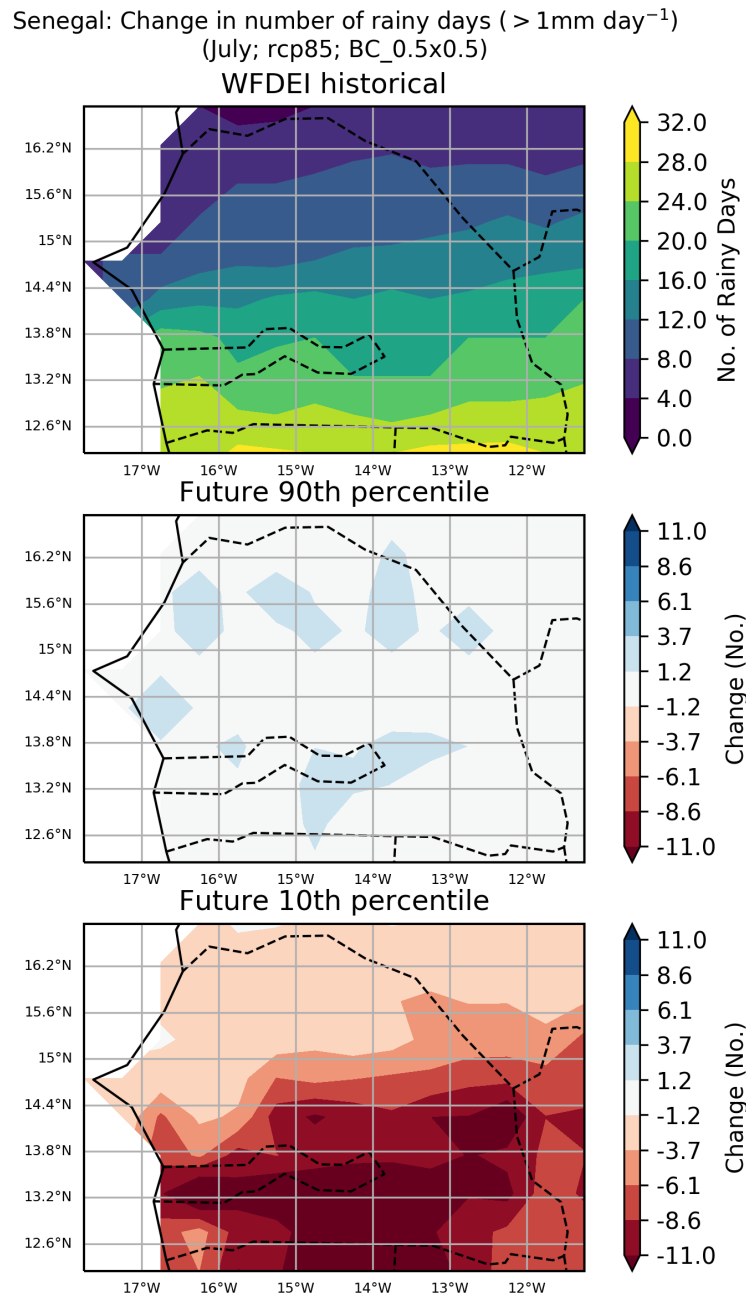 Senegal: Change in number of rainy days (>1mm day⁻¹)
(July; rcp85; BC_0.5x0.5)
WFDEI historical
16.2°N
15.6°N
15°N
14.4°N
13.8°N
13.2°N
12.6°N
17°W 16°W 15°W 14°W 13°W 12°W
32.0
28.0
24.0
20.0
16.0
12.0
8.0
4.0
0.0
No. of Rainy Days
Future 90th percentile
16.2°N
15.6°N
15°N
14.4°N
13.8°N
13.2°N
12.6°N
17°W 16°W 15°W 14°W 13°W 12°W
11.0
8.6
6.1
3.7
1.2
-1.2
-3.7
-6.1
-8.6
-11.0
Change (No.)
Future 10th percentile
16.2°N
15.6°N
15°N
14.4°N
13.8°N
13.2°N
12.6°N
17°W 16°W 15°W 14°W 13°W 12°W
11.0
8.6
6.1
3.7
1.2
-1.2
-3.7
-6.1
-8.6
-11.0
Change (No.)